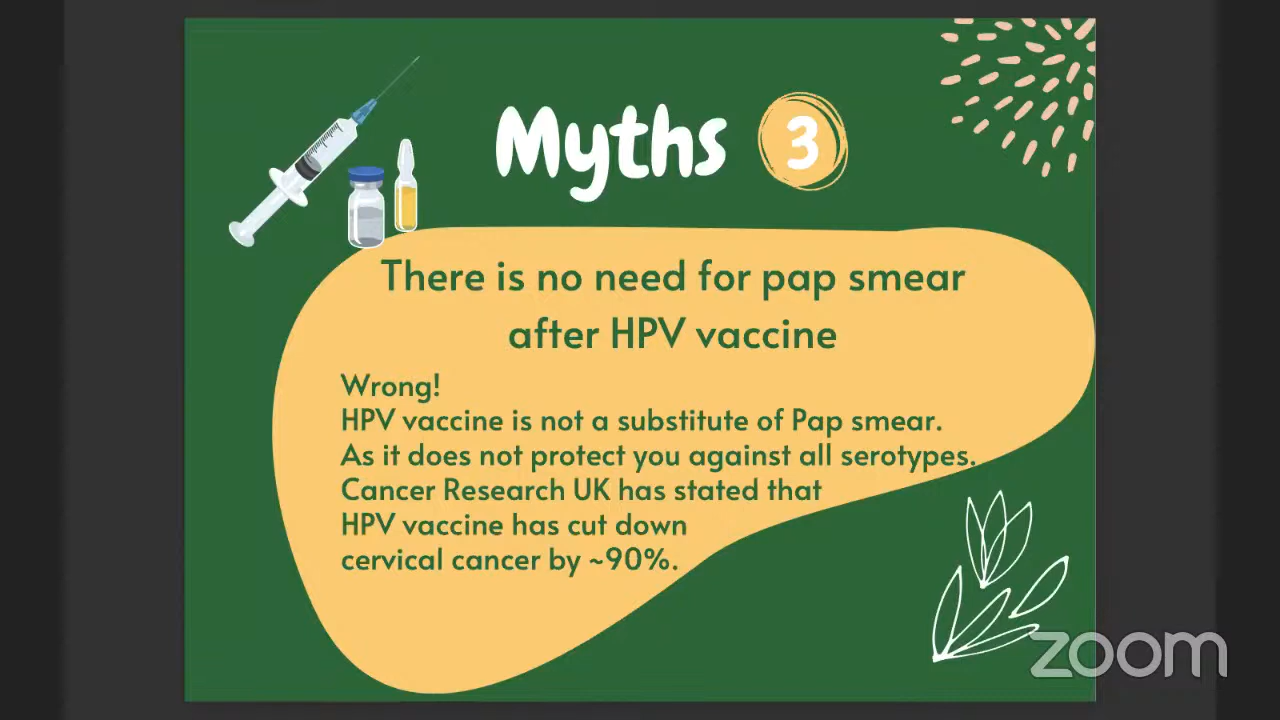 Myths 3
There is no need for pap smear
after HPV vaccine
Wrong!
HPV vaccine is not a substitute of Pap smear.
As it does not protect you against all serotypes.
Cancer Research UK has stated that
HPV vaccine has cut down
cervical cancer by ~90%.
zoom